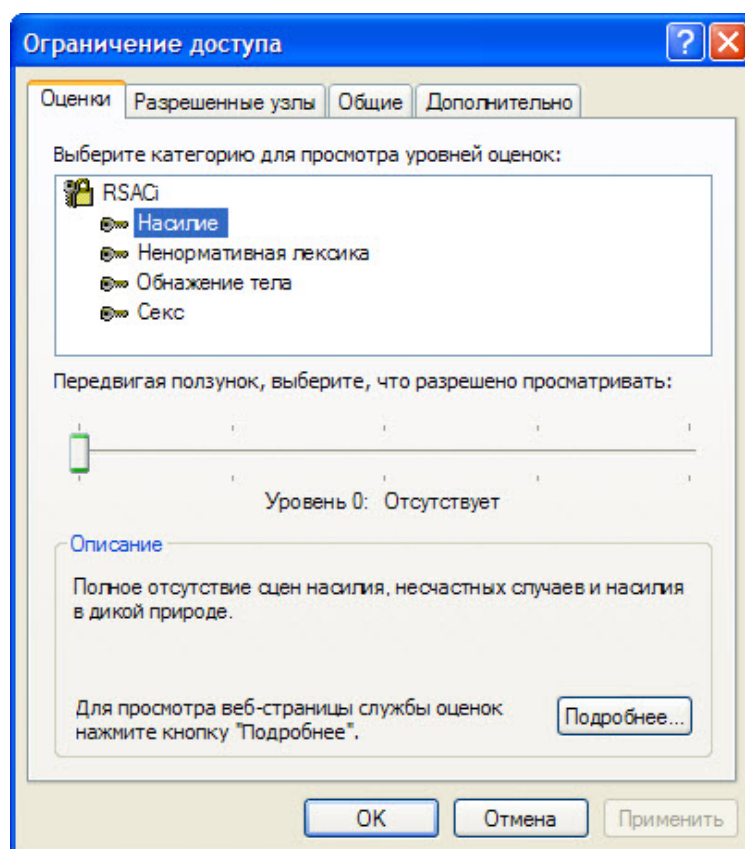 Ограничение доступа
Оценки Разрешенные узлы Общие Дополнительно
Выберите категорию для просмотра уровней оценок:
RSACi
Насилие
Ненормативная лексика
Обнажение тела
Секс
Передвигая ползунок, выберите, что разрешено просматривать:
Уровень 0: Отсутствует
Описание
Полное отсутствие сцен насилия, несчастных случаев и насилия
в дикой природе.
Для просмотра веб-страницы службы оценок
нажмите кнопку "Подробнее".
Подробнее...
OK Отмена Применить